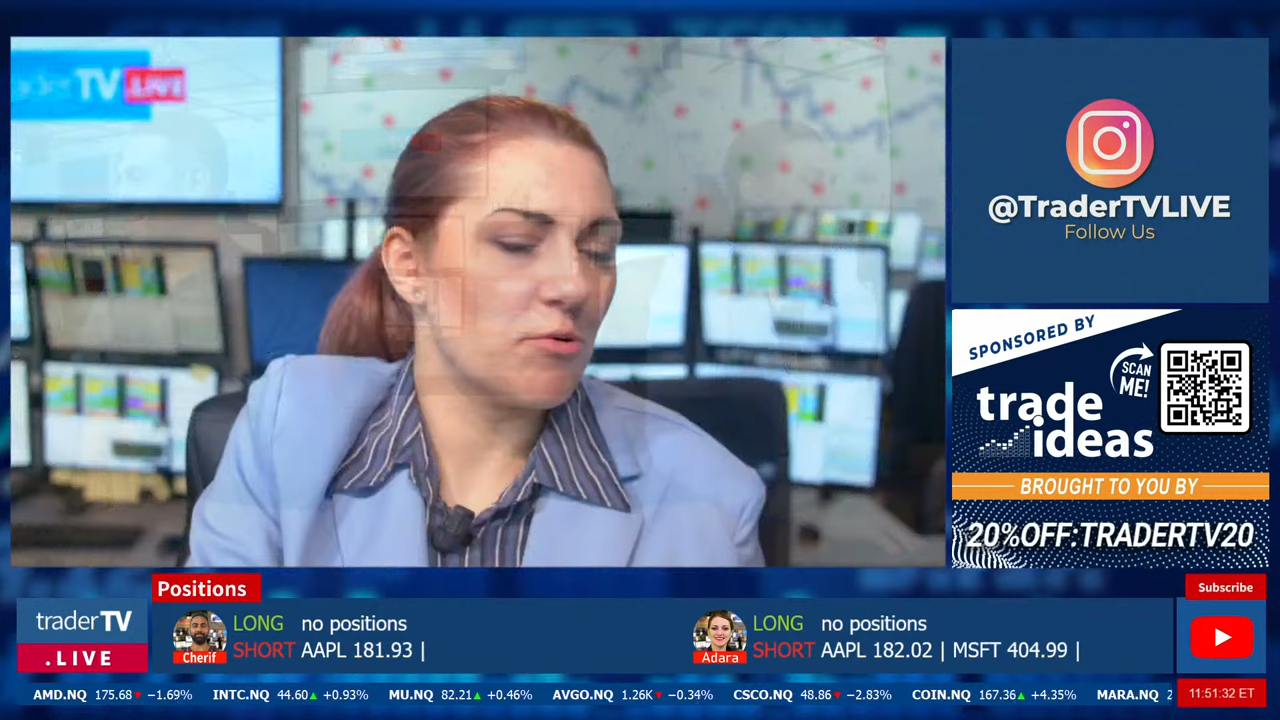 TV .LIVE
@TraderTVLIVE
Follow Us
SPONSORED BY
SCAN
ME!
trade
ideas
BROUGHT TO YOU BY
20%OFF:TRADERTV20
Positions
Subscribe
traderTV
.LIVE
Cherif
LONG no positions
SHORT AAPL 181.93 |
Adara
LONG no positions
SHORT AAPL 182.02 | MSFT 404.99 |
AMD.NQ 175.68▼ −1.69% INTC.NQ 44.60▲ +0.93% MU.NQ 82.21▲ +0.46% AVGO.NQ 1.26K▼ −0.34% CSCO.NQ 48.86▼ −2.83% COIN.NQ 167.36▲ +4.35% MARA.NQ
11:51:32 ET